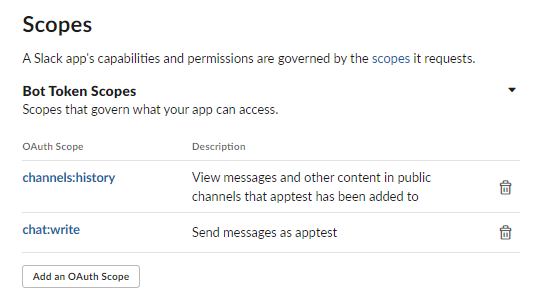 Scopes
A Slack app's capabilities and permissions are governed by the scopes it requests.
Bot Token Scopes
Scopes that govern what your app can access.
OAuth Scope Description
channels:history View messages and other content in public
channels that apptest has been added to
chat:write Send messages as apptest
Add an OAuth Scope